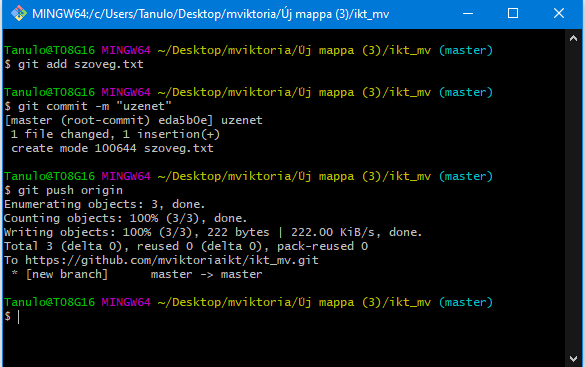 MINGW64:/c/Users/Tanulo/Desktop/mviktoria/Új mappa (3)/ikt_mv
Tanulo@TO8G16 MINGW64 ~/Desktop/mviktoria/Új mappa (3)/ikt_mv (master)
$ git add szoveg.txt
Tanulo@TO8G16 MINGW64 ~/Desktop/mviktoria/Új mappa (3)/ikt_mv (master)
$ git commit -m "uzenet"
[master (root-commit) eda5b0e] uzenet
 1 file changed, 1 insertion(+)
 create mode 100644 szoveg.txt
Tanulo@TO8G16 MINGW64 ~/Desktop/mviktoria/Új mappa (3)/ikt_mv (master)
$ git push origin
Enumerating objects: 3, done.
Counting objects: 100% (3/3), done.
Writing objects: 100% (3/3), 222 bytes | 222.00 KiB/s, done.
Total 3 (delta 0), reused 0 (delta 0), pack-reused 0
To https://github.com/mviktoriaikt/ikt_mv.git
 * [new branch]      master -> master
Tanulo@TO8G16 MINGW64 ~/Desktop/mviktoria/Új mappa (3)/ikt_mv (master)
$